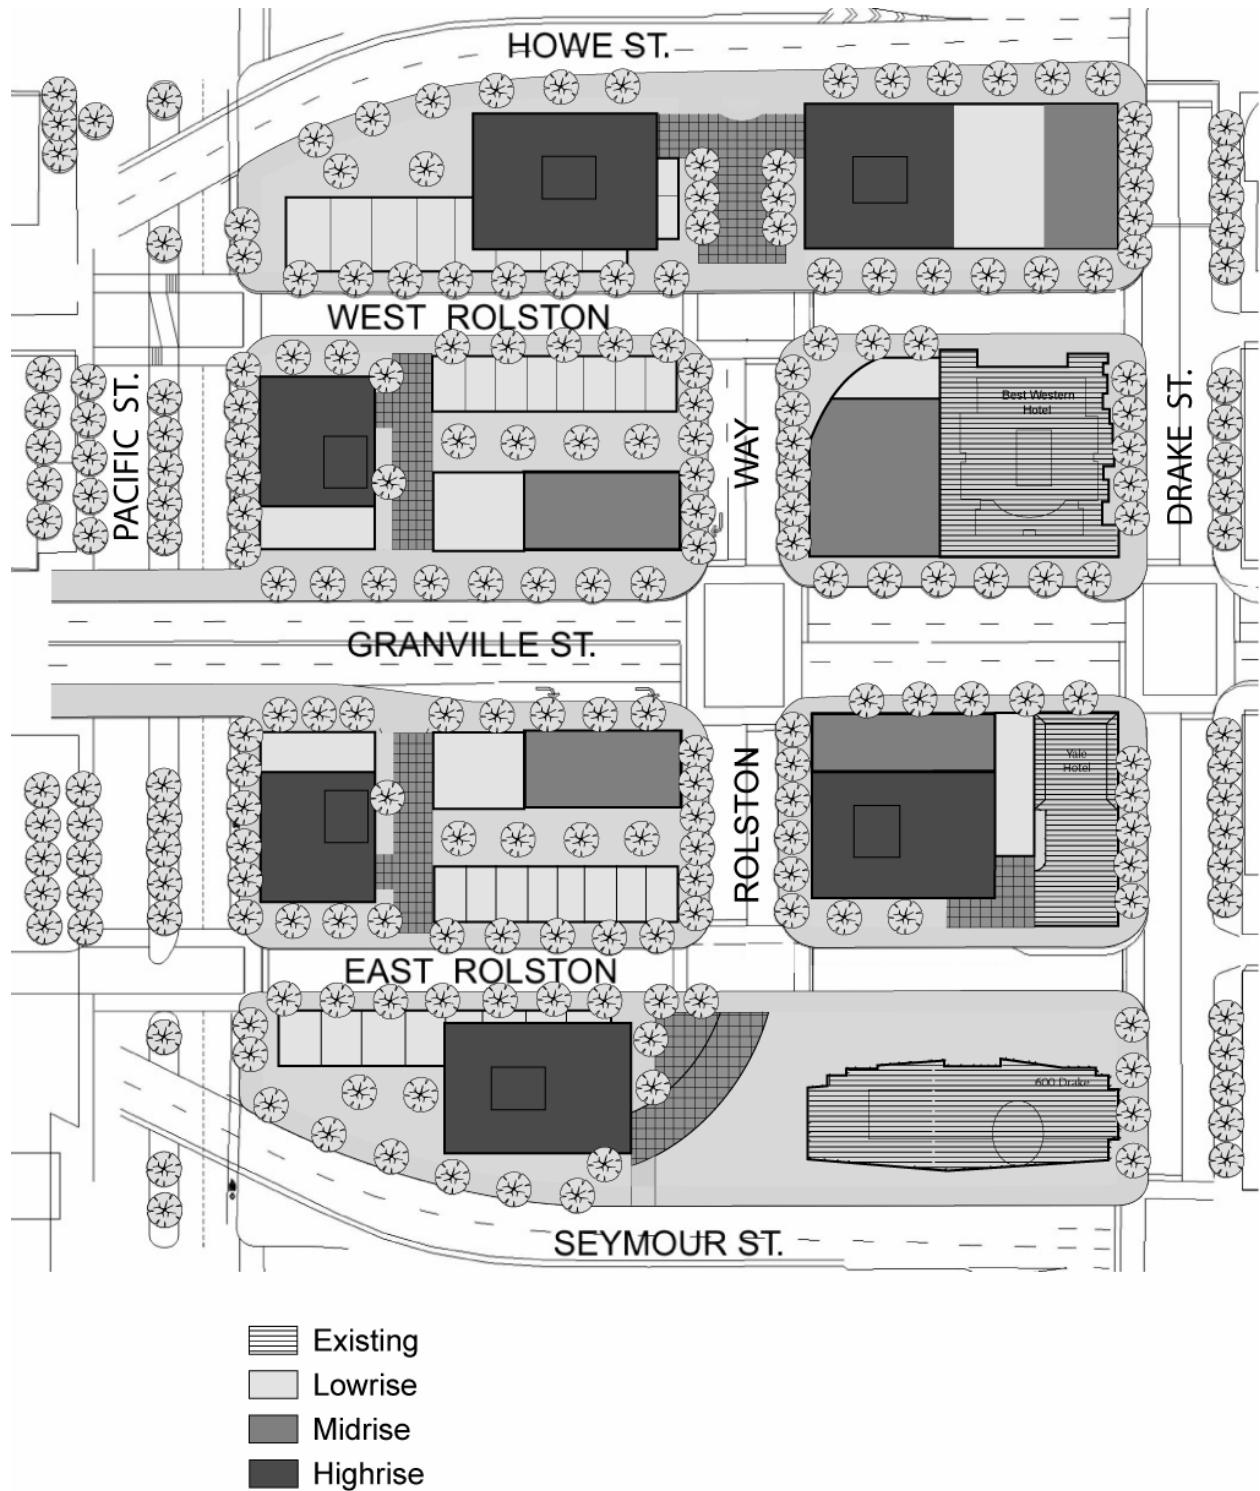 HOWE ST.
WEST ROLSTON
Best Western
Hotel
PACIFIC ST.
WAY
DRAKE ST.
GRANVILLE ST.
Yale
Hotel
ROLSTON
EAST ROLSTON
600 Drake
SEYMOUR ST.
Existing
Lowrise
Midrise
Highrise